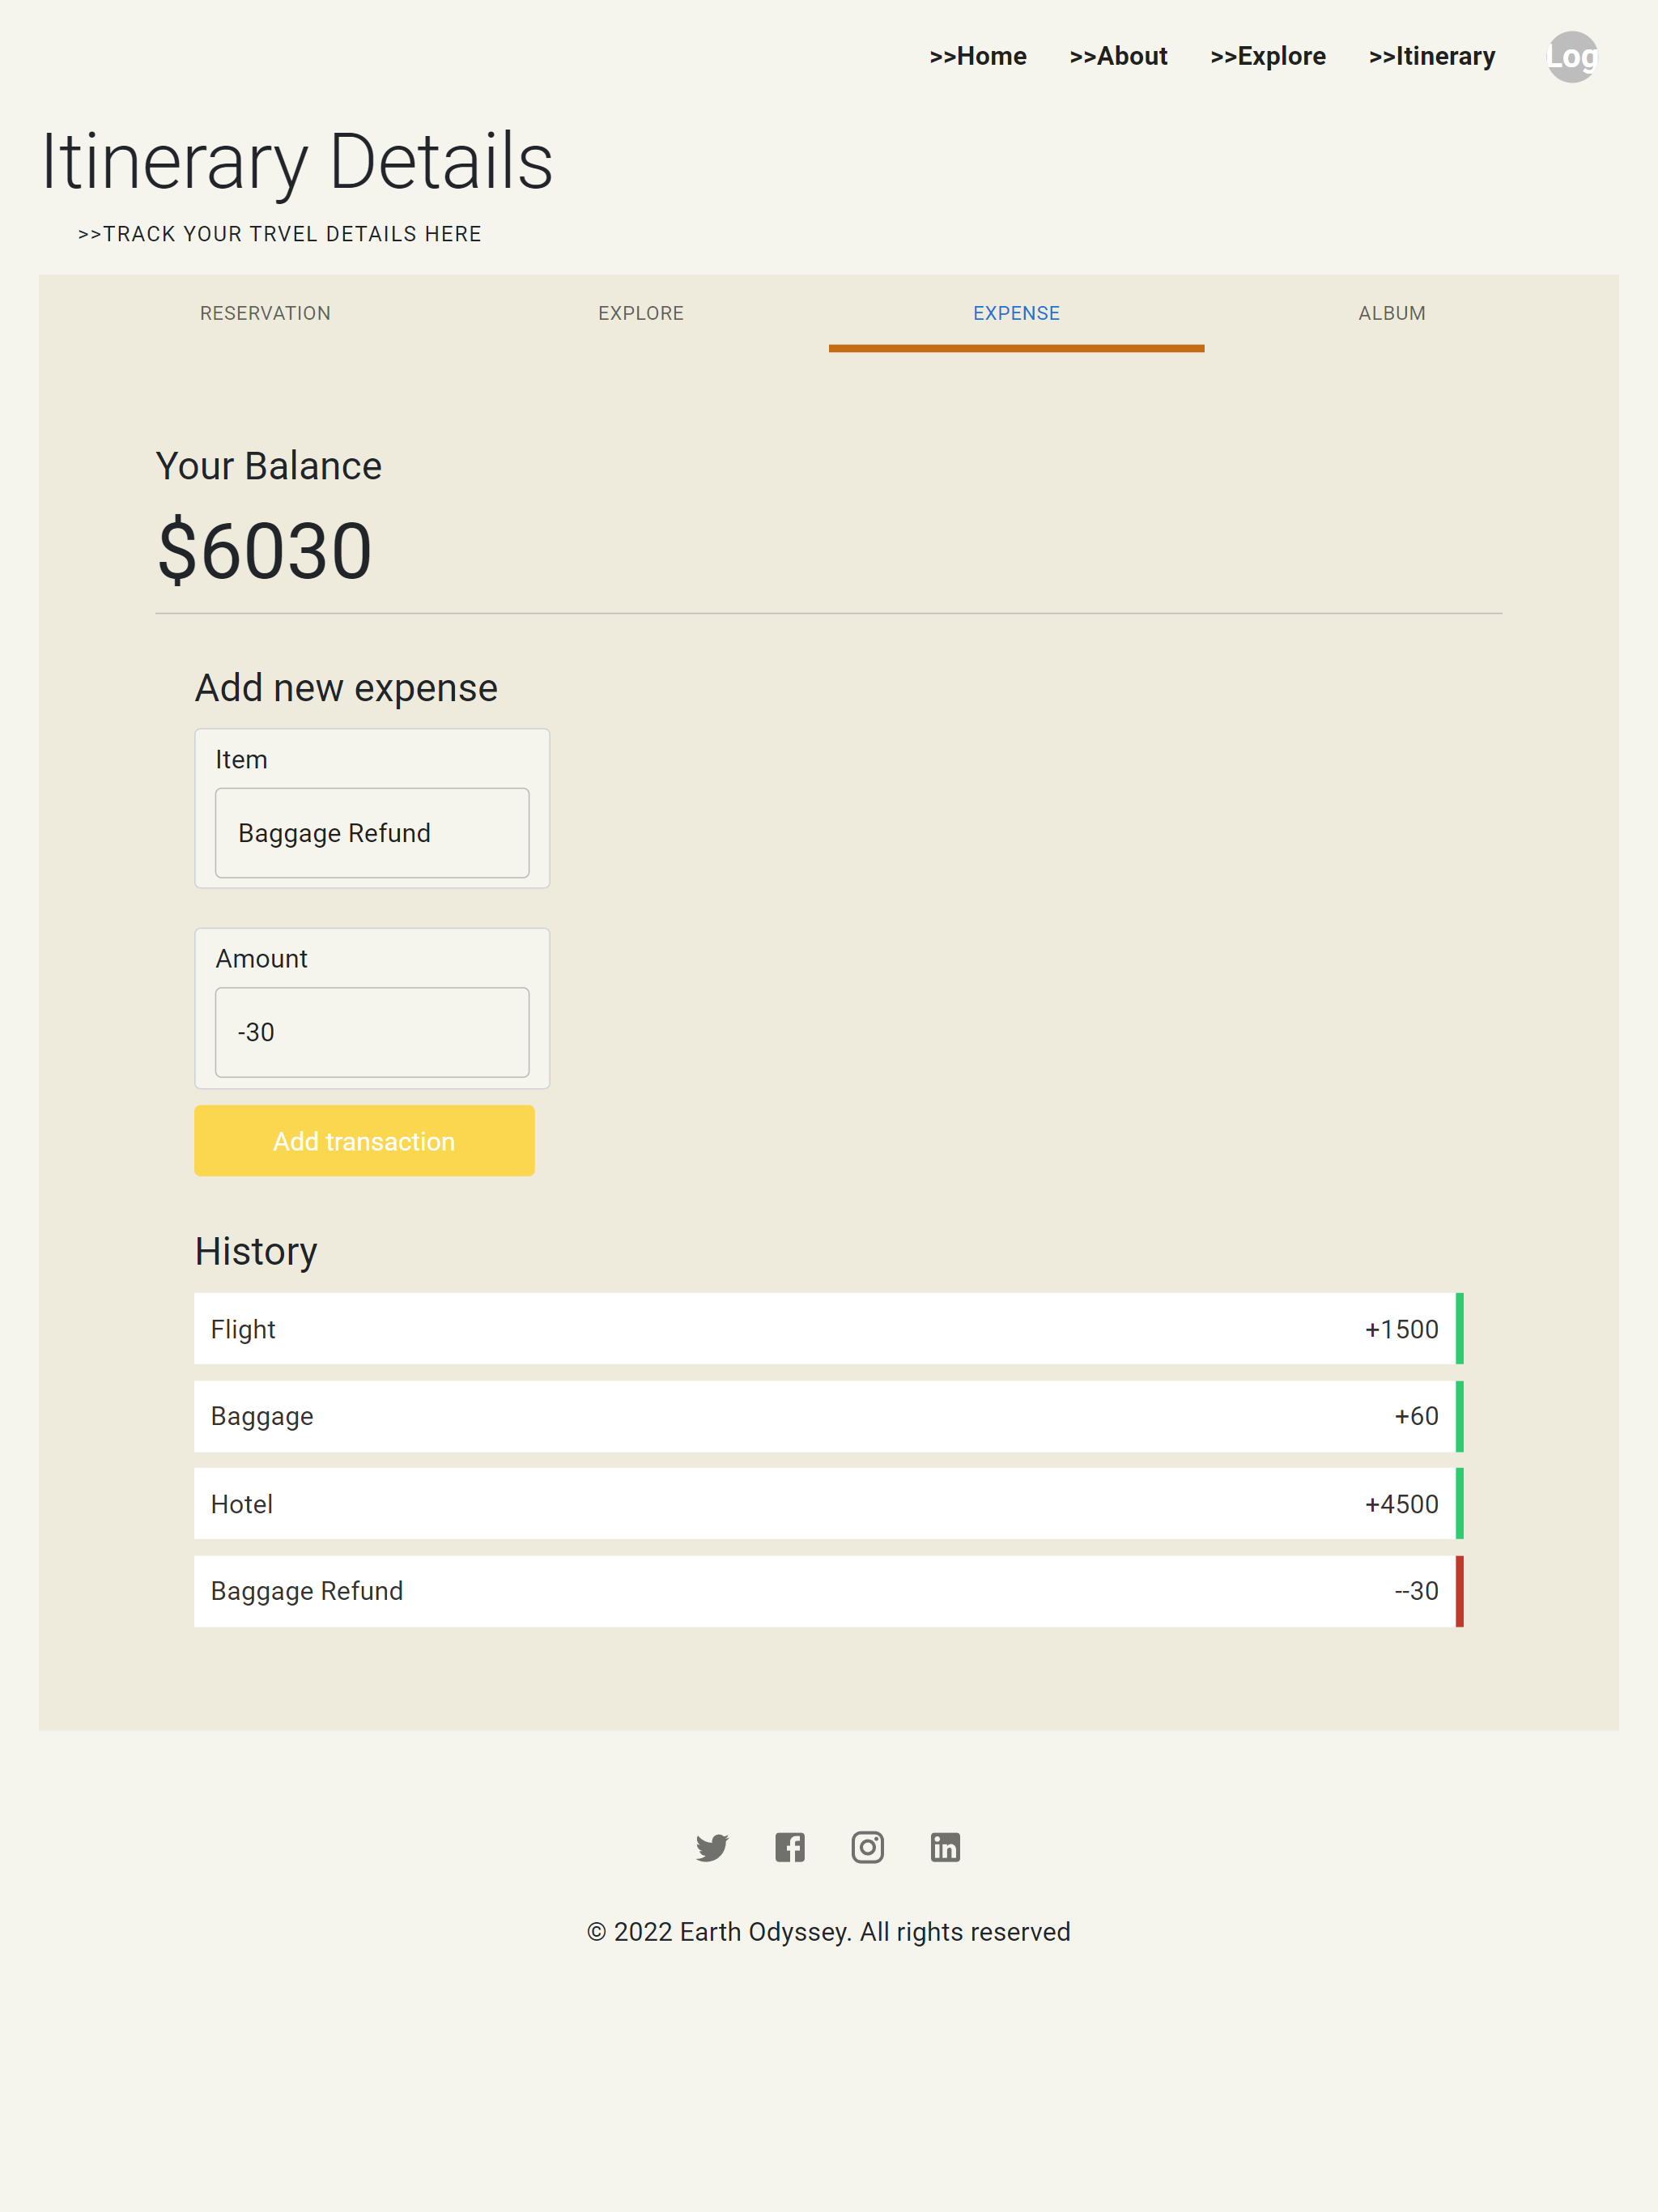 >>Home >>About >>Explore >>Itinerary Log
Itinerary Details
>>TRACK YOUR TRVEL DETAILS HERE
RESERVATION EXPLORE EXPENSE ALBUM
Your Balance
$6030
Add new expense
Item
Baggage Refund
Amount
-30
Add transaction
History
Flight +1500
Baggage +60
Hotel +4500
Baggage Refund --30
© 2022 Earth Odyssey. All rights reserved